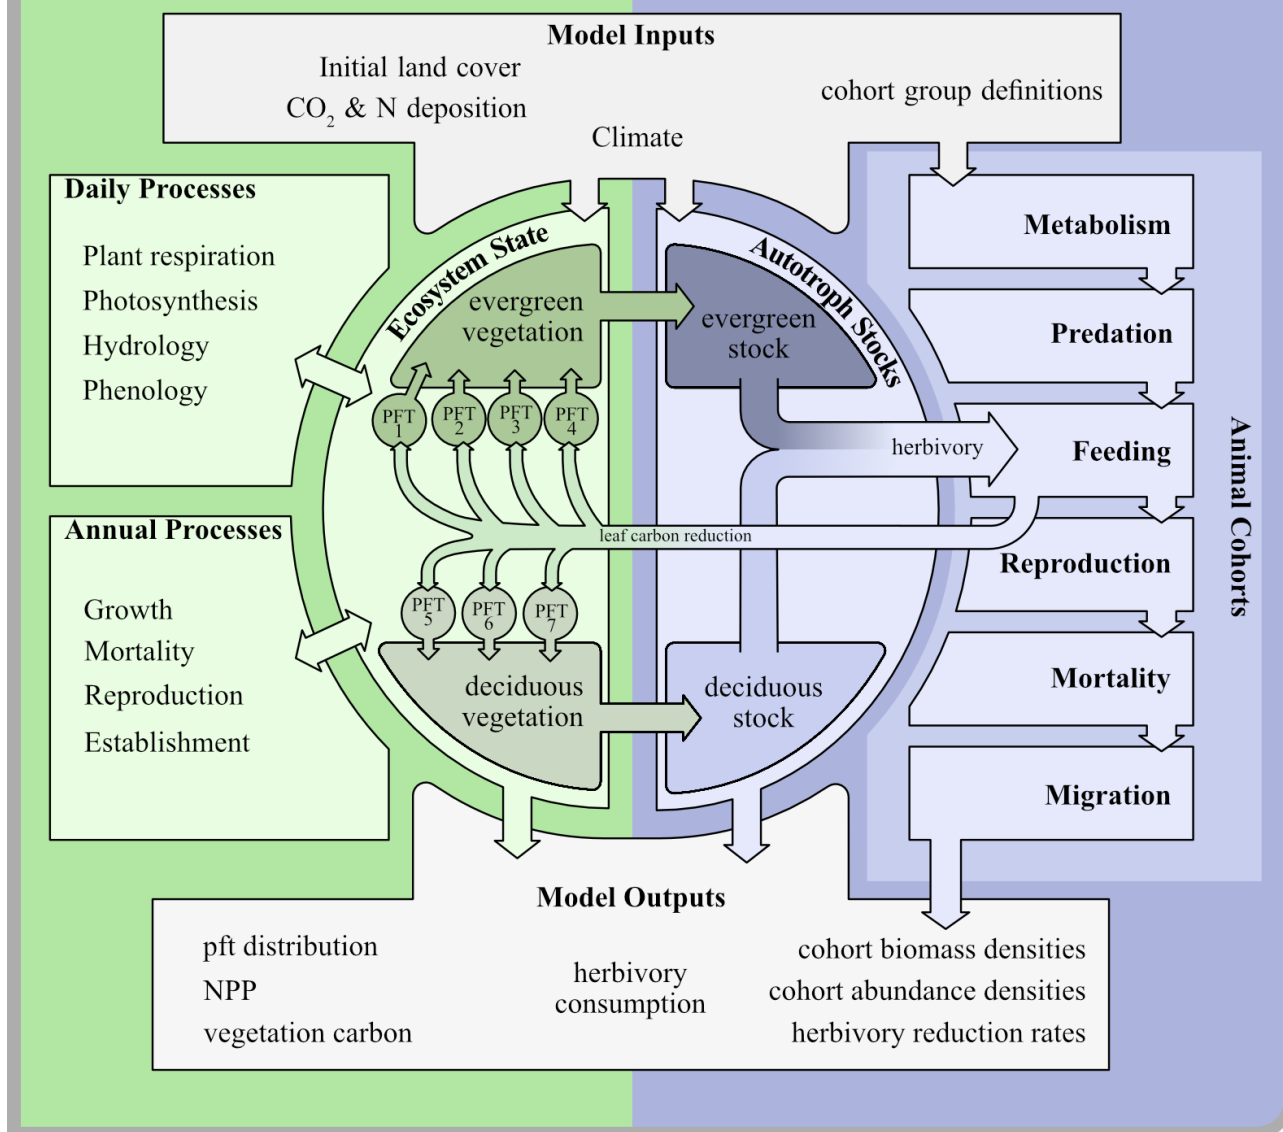 Model Inputs
Initial land cover
CO₂ & N deposition
cohort group definitions
Climate
Daily Processes
Plant respiration
Photosynthesis
Hydrology
Phenology
Annual Processes
Growth
Mortality
Reproduction
Establishment
Ecosystem State
evergreen
vegetation
PFT
1
PFT
2
PFT
3
PFT
4
leaf carbon reduction
PFT
5
PFT
6
PFT
7
deciduous
vegetation
Autotroph Stocks
evergreen
stock
herbivory
deciduous
stock
Metabolism
Predation
Feeding
Reproduction
Mortality
Migration
Animal Cohorts
Model Outputs
pft distribution
NPP
vegetation carbon
herbivory
consumption
cohort biomass densities
cohort abundance densities
herbivory reduction rates